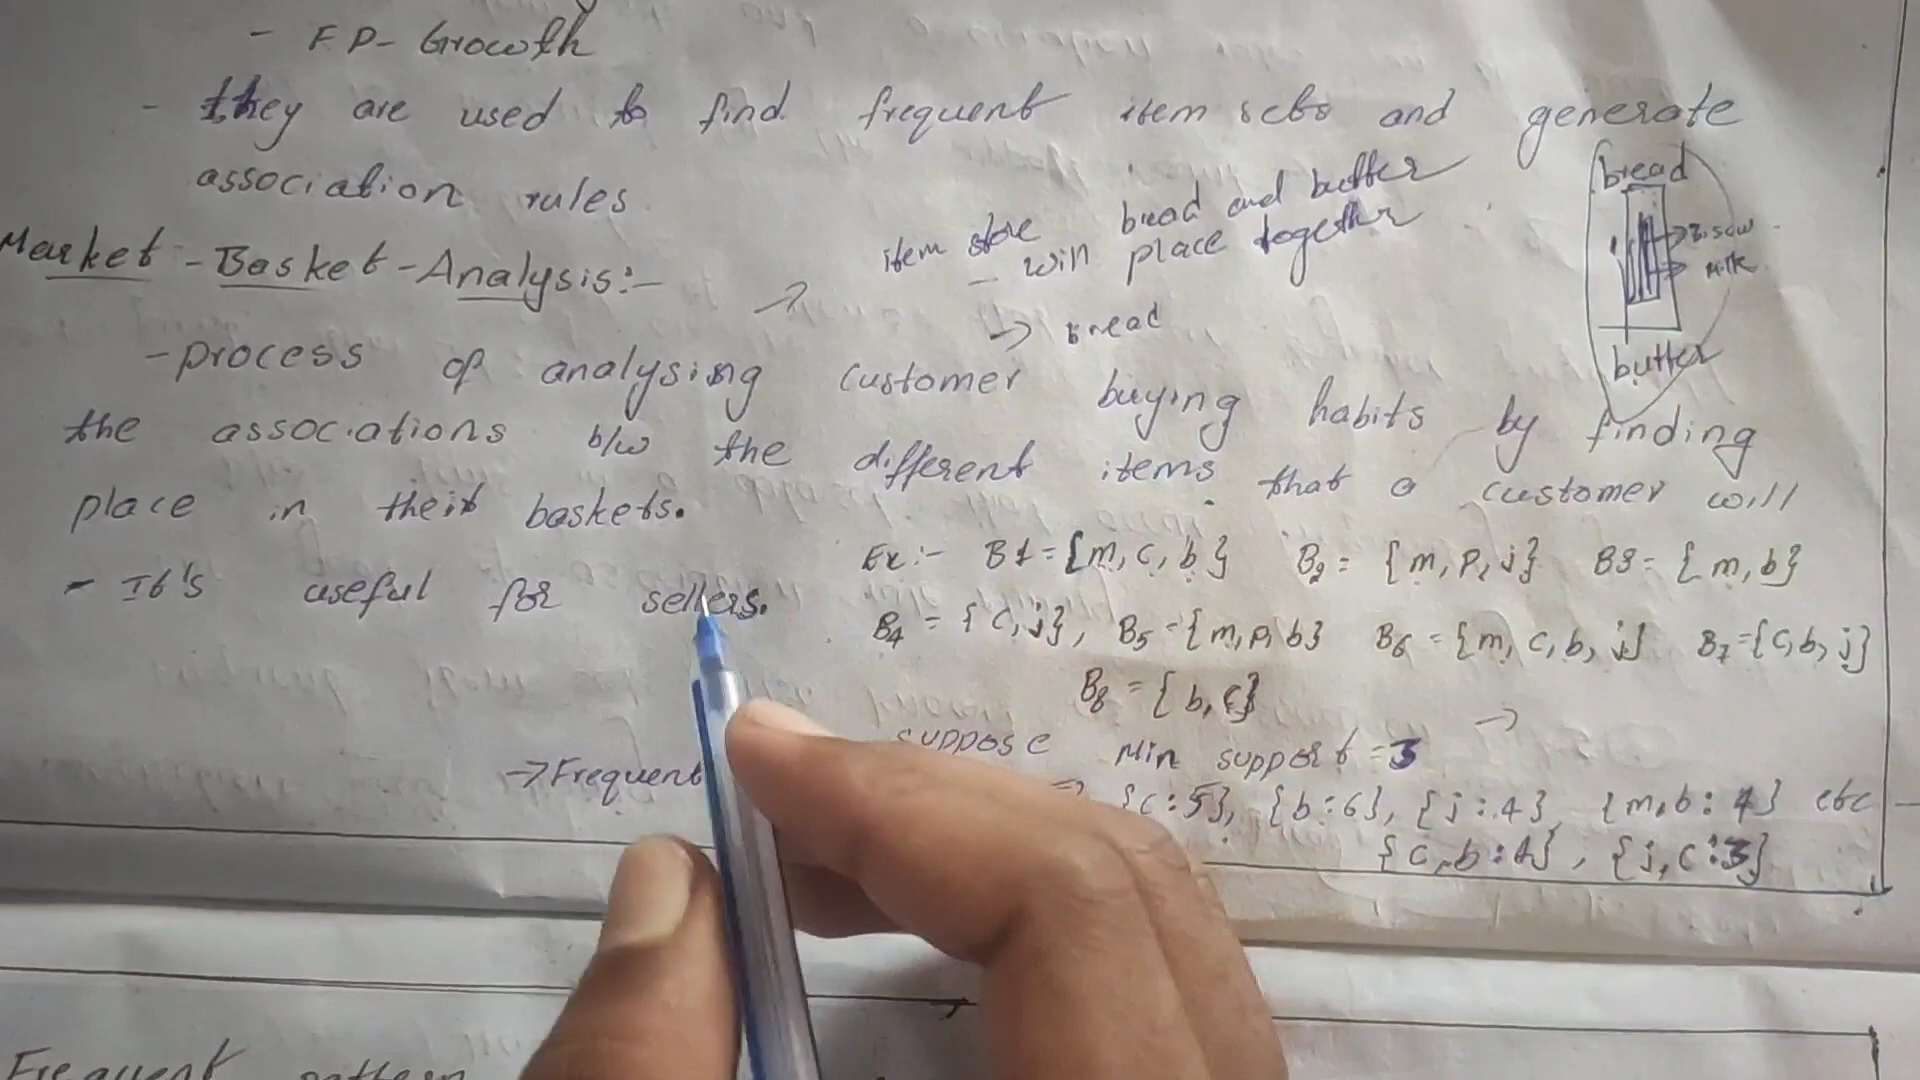 - FP- Growth
- they are used to find frequent item sets and generate
association rules
item store bread and butter
- will place together
→ Bread
bread
Milk
butter
Market - Basket - Analysis:-
- process of analysing customer buying habits by finding
the associations b/w the different items that a customer will
place in their baskets.
- It's useful for sellers.
Ex:- B1 = {m, c, b} B2 = {m, p, j} B3 = {m, b}
B4 = {c, j}, B5 = {m, p, b} B6 = {m, c, b, j} B7 = {c, b, j}
B8 = {b, c}
suppose Min support = 3
→ Frequent
{c:5}, {b:6}, {j:4}, {m,b:4} etc
{c,b:4}, {j,c:3}
Frequent pattern